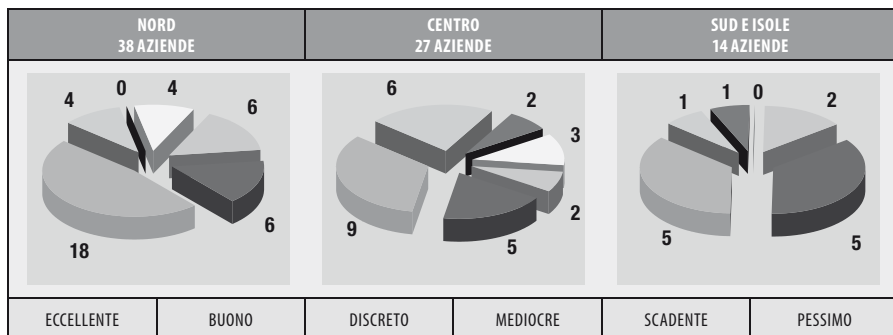 NORD
38 AZIENDE
CENTRO
27 AZIENDE
SUD E ISOLE
14 AZIENDE
4
0
4
6
6
18
6
2
3
2
5
9
1
1
0
2
5
5
ECCELLENTE
BUONO
DISCRETO
MEDIOCRE
SCADENTE
PESSIMO